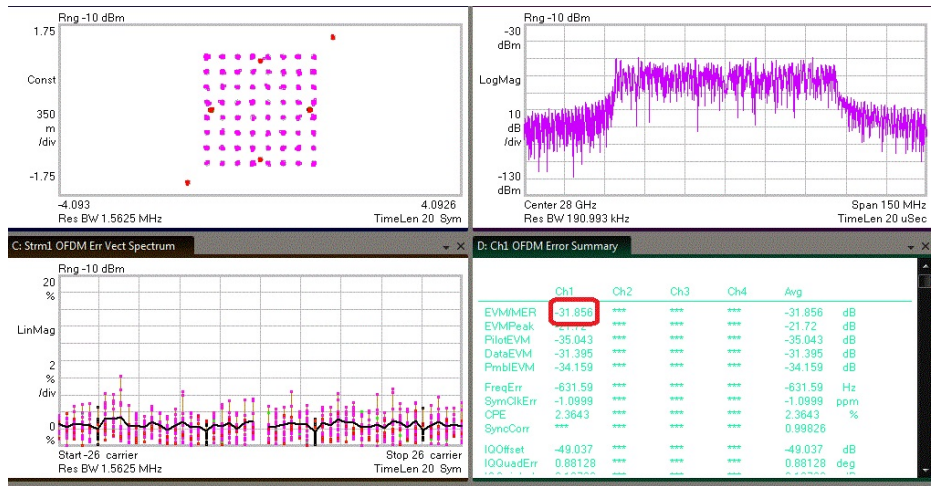 Rng -10 dBm
1.75
Const
350
m
/div
-1.75
-4.093 4.0926
Res BW 1.5625 MHz TimeLen 20 Sym
Rng -10 dBm
-30
dBm
LogMag
10
dB
/div
-130
dBm
Center 28 GHz Span 150 MHz
Res BW 190.993 kHz TimeLen 20 uSec
C: Strm1 OFDM Err Vect Spectrum
Rng -10 dBm
20
%
LinMag
2
%
/div
0
%
Start -26 carrier Stop 26 carrier
Res BW 1.5625 MHz TimeLen 20 Sym
D: Ch1 OFDM Error Summary
Ch1 Ch2 Ch3 Ch4 Avg
EVM/MER -31.856 *** *** *** -31.856 dB
EVMPeak -21.72 *** *** *** -21.72 dB
PilotEVM -35.043 *** *** *** -35.043 dB
DataEVM -31.395 *** *** *** -31.395 dB
PmblEVM -34.159 *** *** *** -34.159 dB
FreqErr -631.59 *** *** *** -631.59 Hz
SymClkErr -1.0999 *** *** *** -1.0999 ppm
CPE 2.3643 *** *** *** 2.3643 %
SyncCorr *** *** *** *** 0.99826
IQOffset -49.037 *** *** *** -49.037 dB
IQQuadErr 0.88128 *** *** *** 0.88128 deg